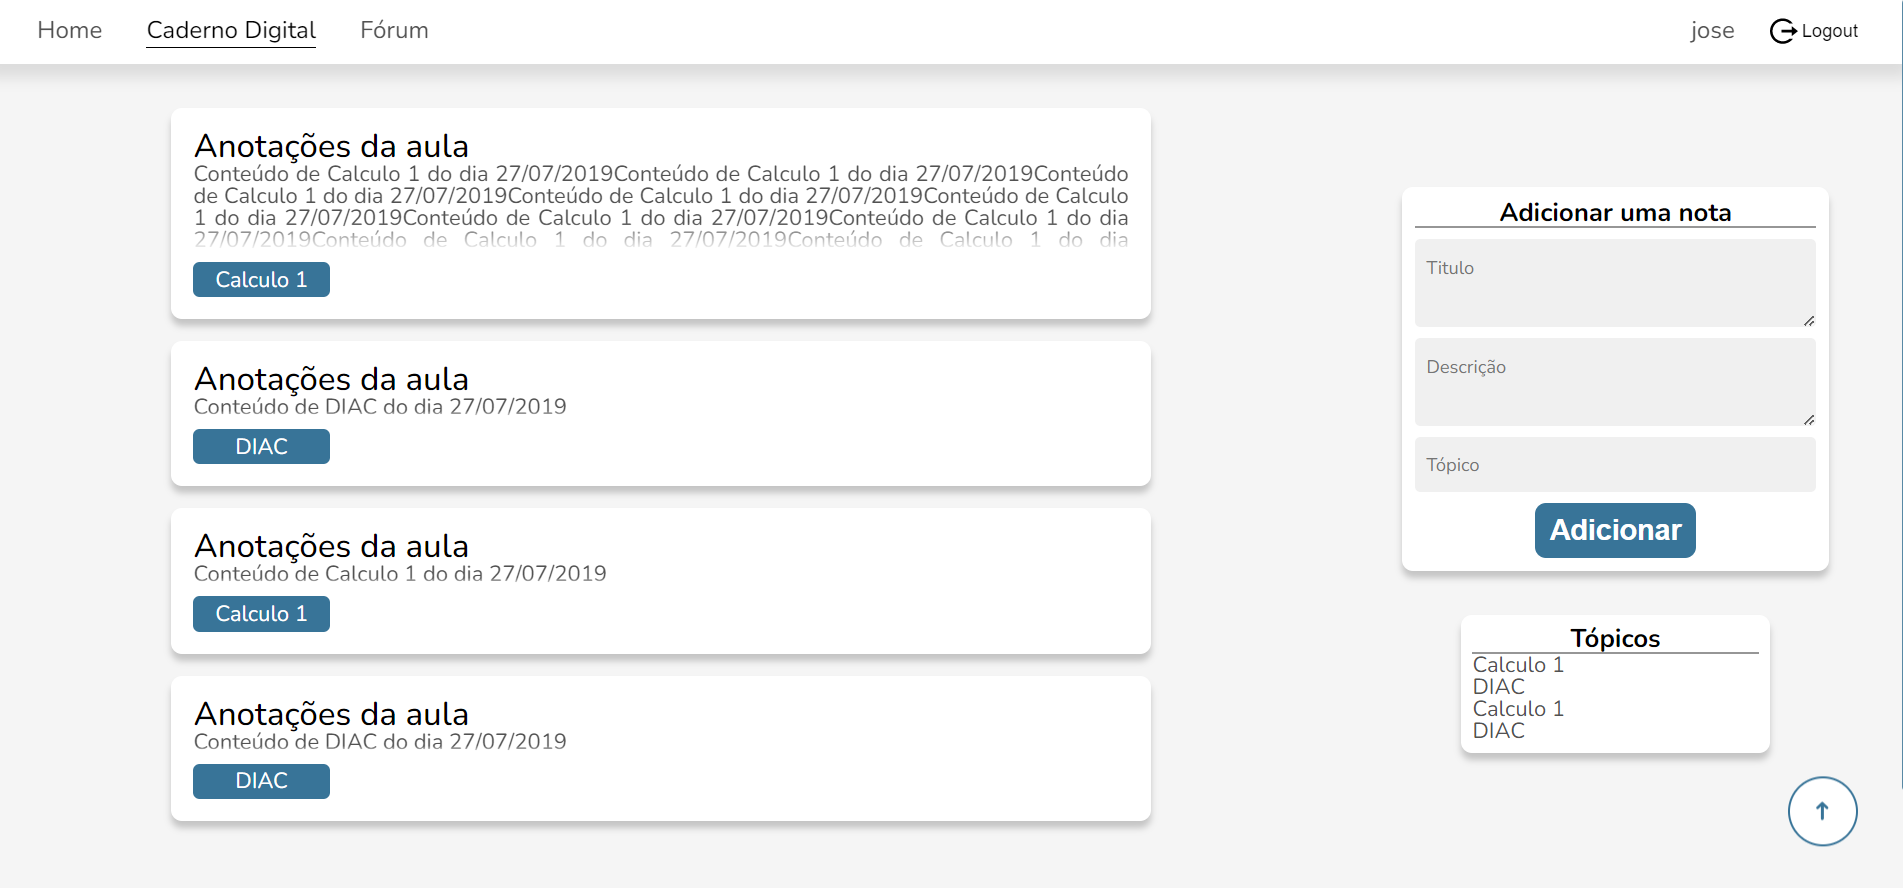 Home Caderno Digital Fórum jose Logout
Anotações da aula
Conteúdo de Calculo 1 do dia 27/07/2019Conteúdo de Calculo 1 do dia 27/07/2019Conteúdo
de Calculo 1 do dia 27/07/2019Conteúdo de Calculo 1 do dia 27/07/2019Conteúdo de Calculo
1 do dia 27/07/2019Conteúdo de Calculo 1 do dia 27/07/2019Conteúdo de Calculo 1 do dia
27/07/2019Conteúdo de Calculo 1 do dia 27/07/2019Conteúdo de Calculo 1 do dia
Calculo 1
Anotações da aula
Conteúdo de DIAC do dia 27/07/2019
DIAC
Anotações da aula
Conteúdo de Calculo 1 do dia 27/07/2019
Calculo 1
Anotações da aula
Conteúdo de DIAC do dia 27/07/2019
DIAC
Adicionar uma nota
Titulo
Descrição
Tópico
Adicionar
Tópicos
Calculo 1
DIAC
Calculo 1
DIAC